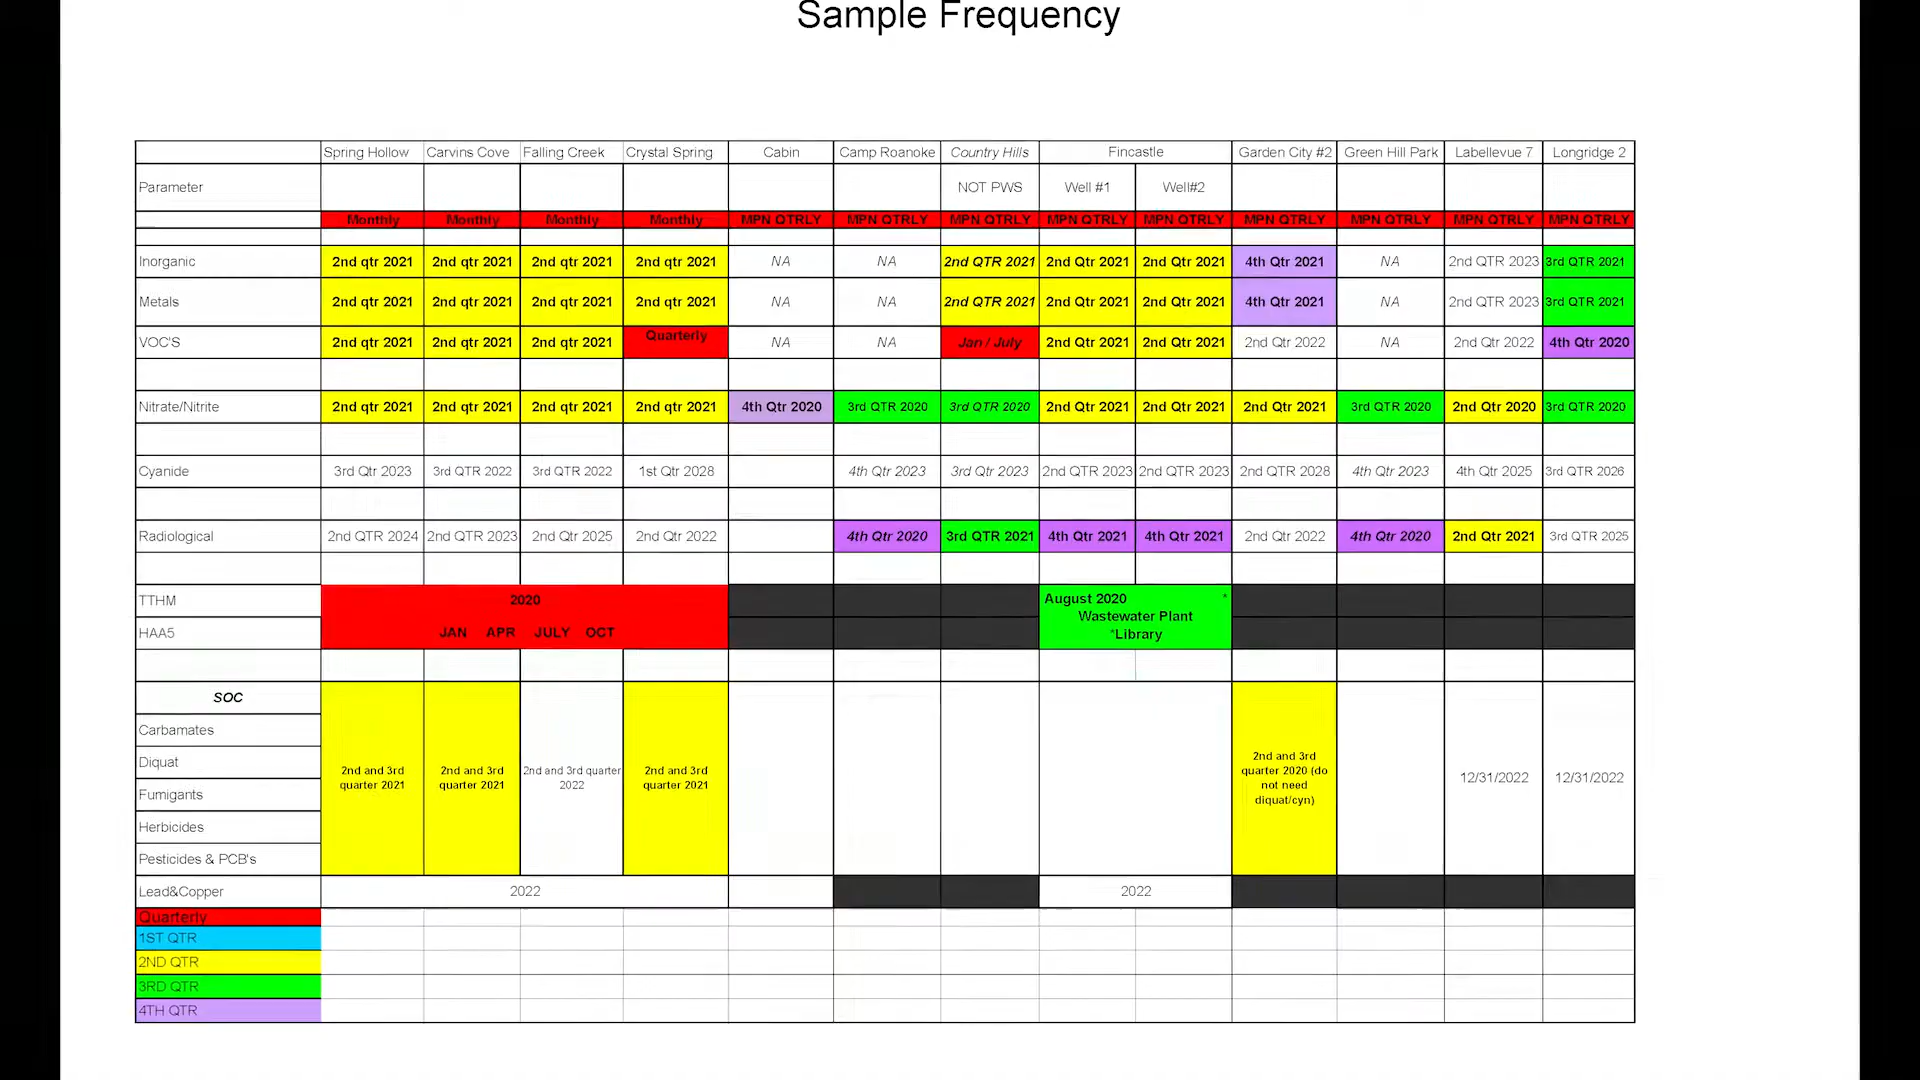 Sample Frequency
Spring Hollow Carvins Cove Falling Creek Crystal Spring Cabin Camp Roanoke Country Hills Fincastle Garden City #2 Green Hill Park Labellevue 7 Longridge 2
Parameter NOT PWS Well #1 Well#2
Monthly Monthly Monthly Monthly MPN QTRLY MPN QTRLY MPN QTRLY MPN QTRLY MPN QTRLY MPN QTRLY MPN QTRLY MPN QTRLY MPN QTRLY
Inorganic 2nd qtr 2021 2nd qtr 2021 2nd qtr 2021 2nd qtr 2021 NA NA 2nd QTR 2021 2nd Qtr 2021 2nd Qtr 2021 4th Qtr 2021 NA 2nd QTR 2023 3rd QTR 2021
Metals 2nd qtr 2021 2nd qtr 2021 2nd qtr 2021 2nd qtr 2021 NA NA 2nd QTR 2021 2nd Qtr 2021 2nd Qtr 2021 4th Qtr 2021 NA 2nd QTR 2023 3rd QTR 2021
VOC'S 2nd qtr 2021 2nd qtr 2021 2nd qtr 2021 Quarterly NA NA Jan / July 2nd Qtr 2021 2nd Qtr 2021 2nd Qtr 2022 NA 2nd Qtr 2022 4th Qtr 2020
Nitrate/Nitrite 2nd qtr 2021 2nd qtr 2021 2nd qtr 2021 2nd qtr 2021 4th Qtr 2020 3rd QTR 2020 3rd QTR 2020 2nd Qtr 2021 2nd Qtr 2021 2nd Qtr 2021 3rd QTR 2020 2nd Qtr 2020 3rd QTR 2020
Cyanide 3rd Qtr 2023 3rd QTR 2022 3rd QTR 2022 1st Qtr 2028 4th Qtr 2023 3rd Qtr 2023 2nd QTR 2023 2nd QTR 2023 2nd QTR 2028 4th Qtr 2023 4th Qtr 2025 3rd QTR 2026
Radiological 2nd QTR 2024 2nd QTR 2023 2nd Qtr 2025 2nd Qtr 2022 4th Qtr 2020 3rd QTR 2021 4th Qtr 2021 4th Qtr 2021 2nd Qtr 2022 4th Qtr 2020 2nd Qtr 2021 3rd QTR 2025
TTHM 2020 August 2020 *
Wastewater Plant
HAA5 JAN APR JULY OCT *Library
SOC
Carbamates
Diquat
Fumigants
Herbicides
Pesticides & PCB's
2nd and 3rd
quarter 2021
2nd and 3rd
quarter 2021
2nd and 3rd quarter
2022
2nd and 3rd
quarter 2021
2nd and 3rd
quarter 2020 (do
not need
diquat/cyn)
12/31/2022
12/31/2022
Lead&Copper 2022 2022
Quarterly
1ST QTR
2ND QTR
3RD QTR
4TH QTR